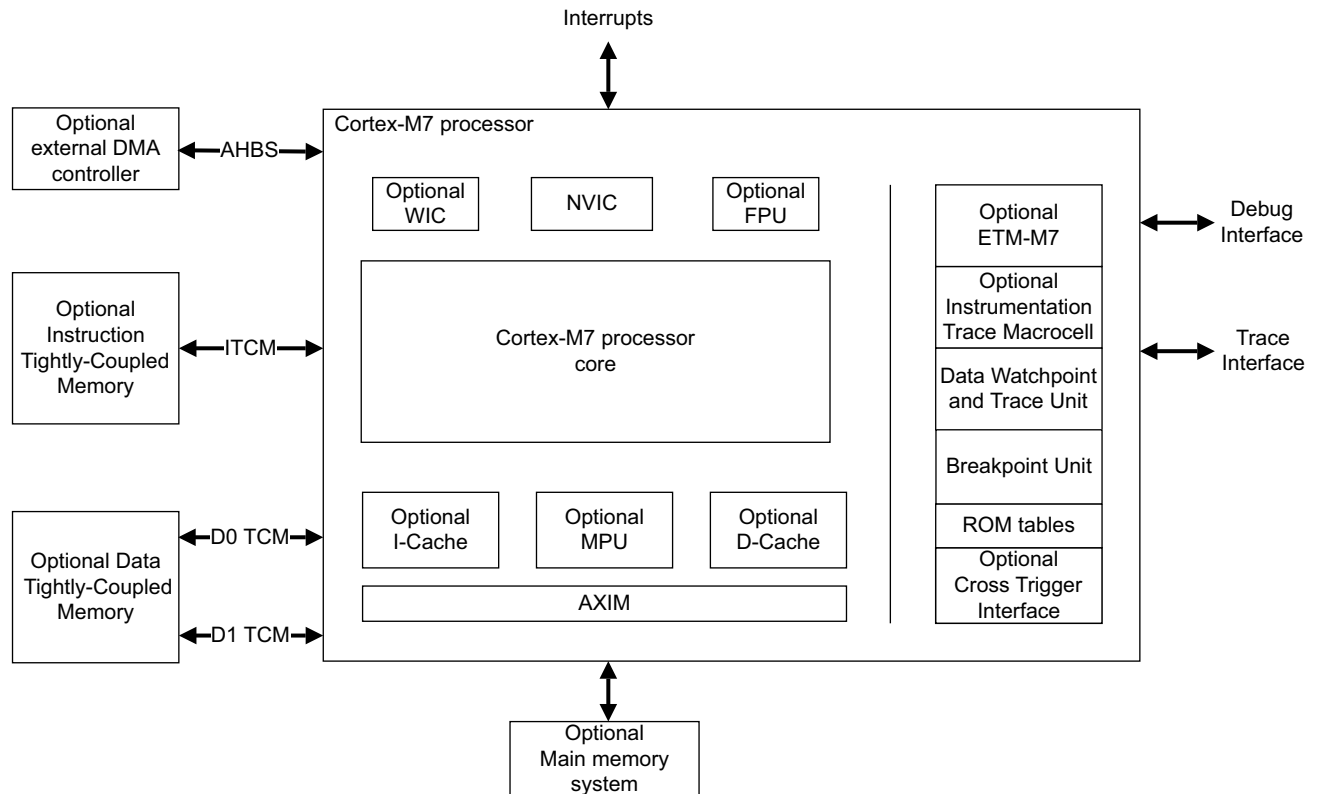 Interrupts
Optional
external DMA
controller
AHBS
Cortex-M7 processor
Optional
WIC
NVIC
Optional
FPU
Optional
ETM-M7
Debug
Interface
Optional
Instruction
Tightly-Coupled
Memory
ITCM
Cortex-M7 processor
core
Optional
Instrumentation
Trace Macrocell
Trace
Interface
Data Watchpoint
and Trace Unit
Breakpoint Unit
Optional Data
Tightly-Coupled
Memory
D0 TCM
D1 TCM
Optional
I-Cache
Optional
MPU
Optional
D-Cache
ROM tables
Optional
Cross Trigger
Interface
AXIM
Optional
Main memory
system